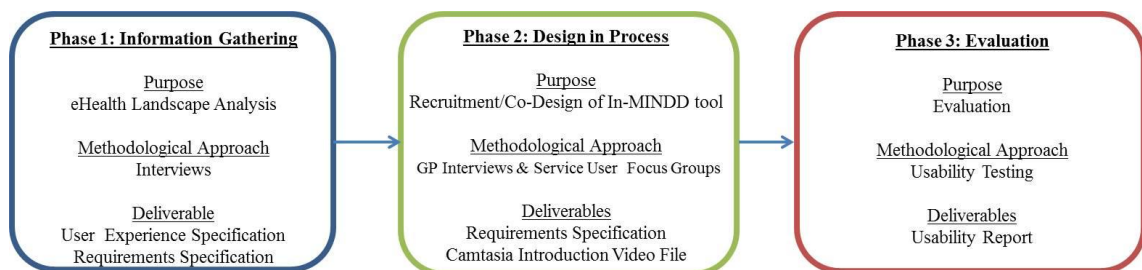 Phase 1: Information Gathering
Purpose
eHealth Landscape Analysis
Methodological Approach
Interviews
Deliverable
User Experience Specification
Requirements Specification
Phase 2: Design in Process
Purpose
Recruitment/Co-Design of In-MINDD tool
Methodological Approach
GP Interviews & Service User Focus Groups
Deliverables
Requirements Specification
Camtasia Introduction Video File
Phase 3: Evaluation
Purpose
Evaluation
Methodological Approach
Usability Testing
Deliverables
Usability Report